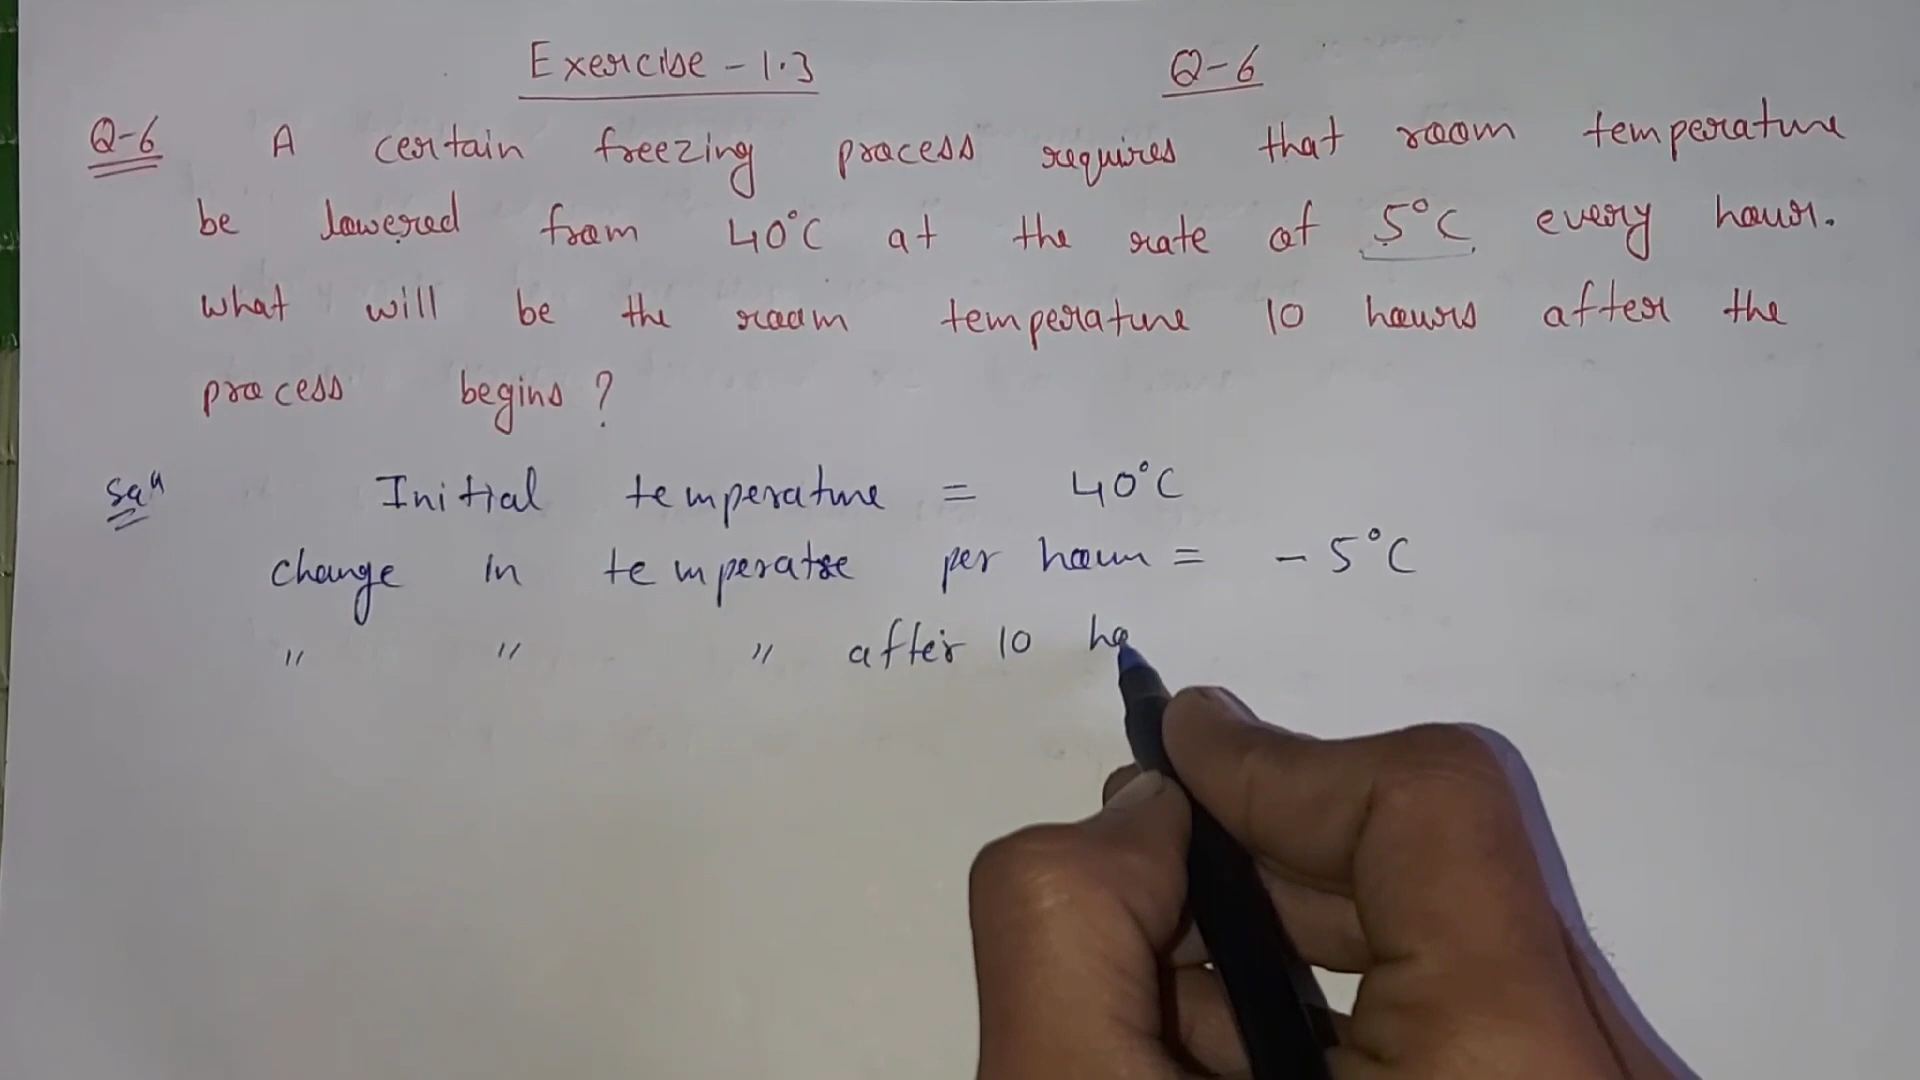 Exercise - 1.3 Q-6
Q-6 A certain freezing process requires that room temperature
be lowered from 40°C at the rate of 5°C every hour.
what will be the room temperature 10 hours after the
process begins?
Initial temperature = 40°C
change in temperature per hour = - 5°C
" " " after 10 ho